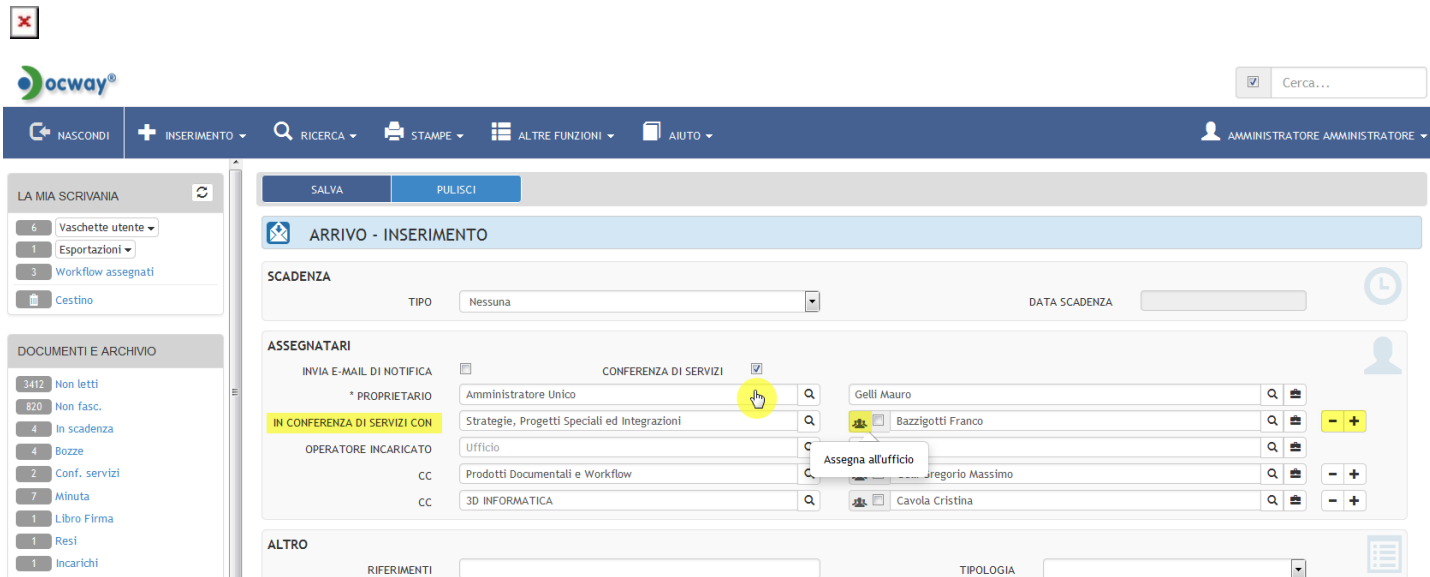 ocway®
Cerca...
NASCONDI INSERIMENTO RICERCA STAMPE ALTRE FUNZIONI AIUTO AMMINISTRATORE AMMINISTRATORE
LA MIA SCRIVANIA
6 Vaschette utente
1 Esportazioni
3 Workflow assegnati
Cestino
DOCUMENTI E ARCHIVIO
3412 Non letti
820 Non fasc.
4 In scadenza
4 Bozze
2 Conf. servizi
7 Minuta
1 Libro Firma
1 Resi
1 Incarichi
SALVA PULISCI
ARRIVO - INSERIMENTO
SCADENZA
TIPO Nessuna DATA SCADENZA
ASSEGNATARI
INVIA E-MAIL DI NOTIFICA CONFERENZA DI SERVIZI
* PROPRIETARIO Amministratore Unico Gelli Mauro
IN CONFERENZA DI SERVIZI CON Strategie, Progetti Speciali ed Integrazioni Bazzigotti Franco
OPERATORE INCARICATO Ufficio
Assegna all'ufficio
CC Prodotti Documentali e Workflow Gregorio Massimo
CC 3D INFORMATICA Cavola Cristina
ALTRO
RIFERIMENTI TIPOLOGIA